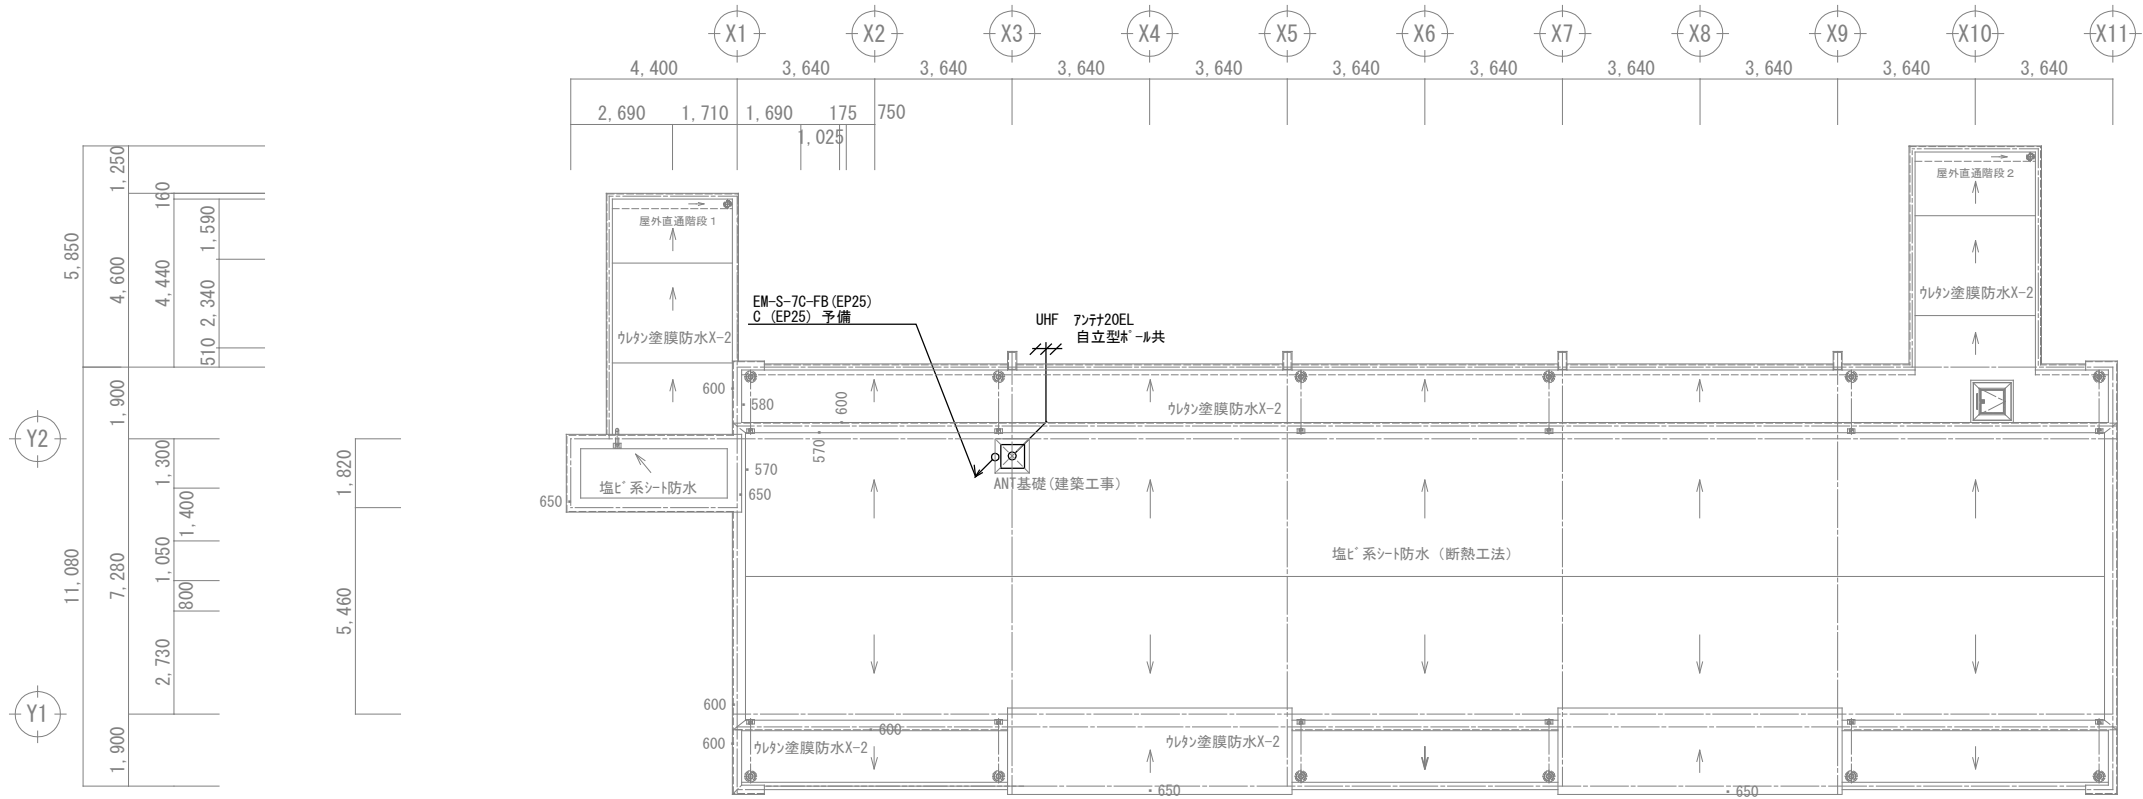 X1 X2 X3 X4 X5 X6 X7 X8 X9 X10 X11
4,400 3,640 3,640 3,640 3,640 3,640 3,640 3,640 3,640 3,640 3,640
2,690 1,710 1,690 175 750
1,025
5,850
11,080
1,250
4,600
1,900
7,280
1,900
160
4,440
1,300
1,400
1,050
800
2,730
1,590
2,340
510
1,820
5,460
Y2
Y1
屋外直通階段1
ウレタン塗膜防水X-2
屋外直通階段2
ウレタン塗膜防水X-2
EM-S-7C-FB(EP25)
C (EP25) 予備
UHF アンテナ20EL
自立型ポール共
600
580
600
ウレタン塗膜防水X-2
570
570
650
650
塩ビ系シート防水
ANT基礎(建築工事)
塩ビ系シート防水(断熱工法)
600
600
600
ウレタン塗膜防水X-2
ウレタン塗膜防水X-2
650
650